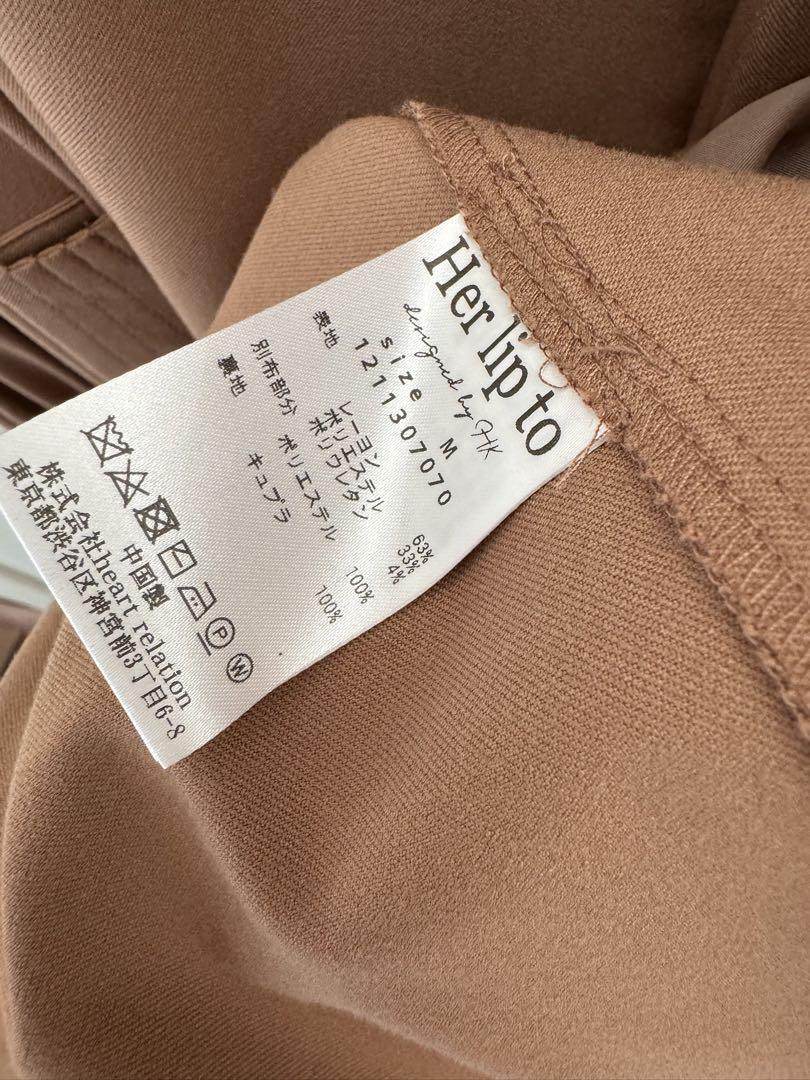 Her lip to
designed by HK
size M
1211307070
表地 レーヨン 63%
ポリエステル 33%
ポリウレタン 4%
別布部分 ポリエステル 100%
裏地 キュプラ 100%
P W
中国製
株式会社heart relation
東京都渋谷区神宮前3丁目6-8